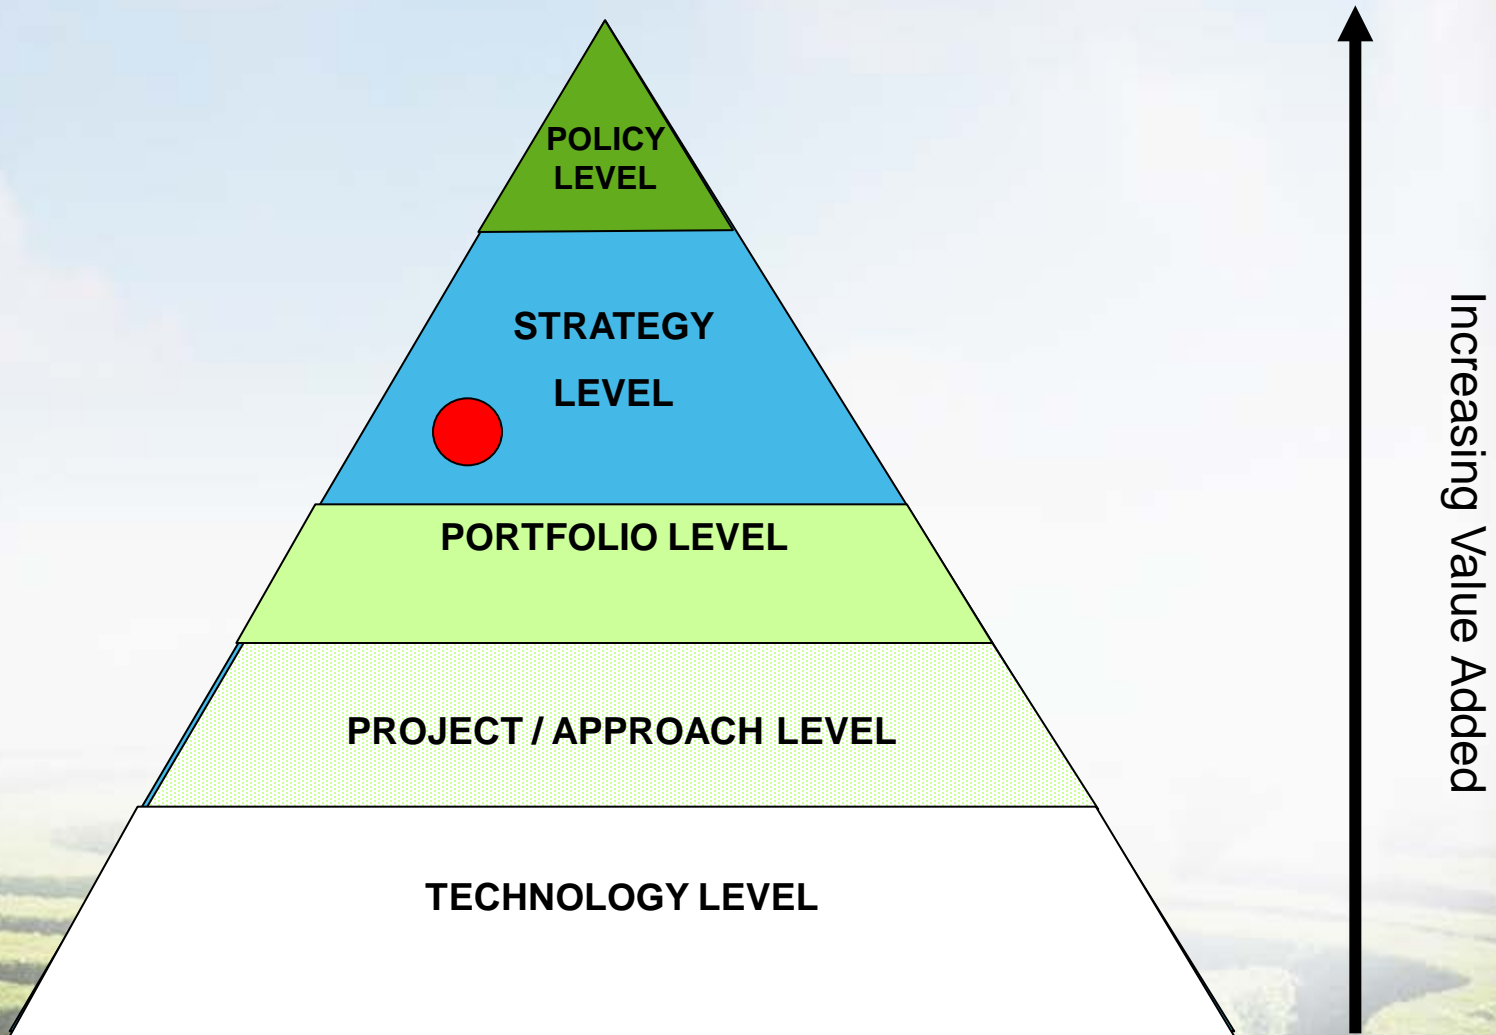 POLICY
LEVEL
STRATEGY
LEVEL
PORTFOLIO LEVEL
PROJECT / APPROACH LEVEL
TECHNOLOGY LEVEL
Increasing Value Added